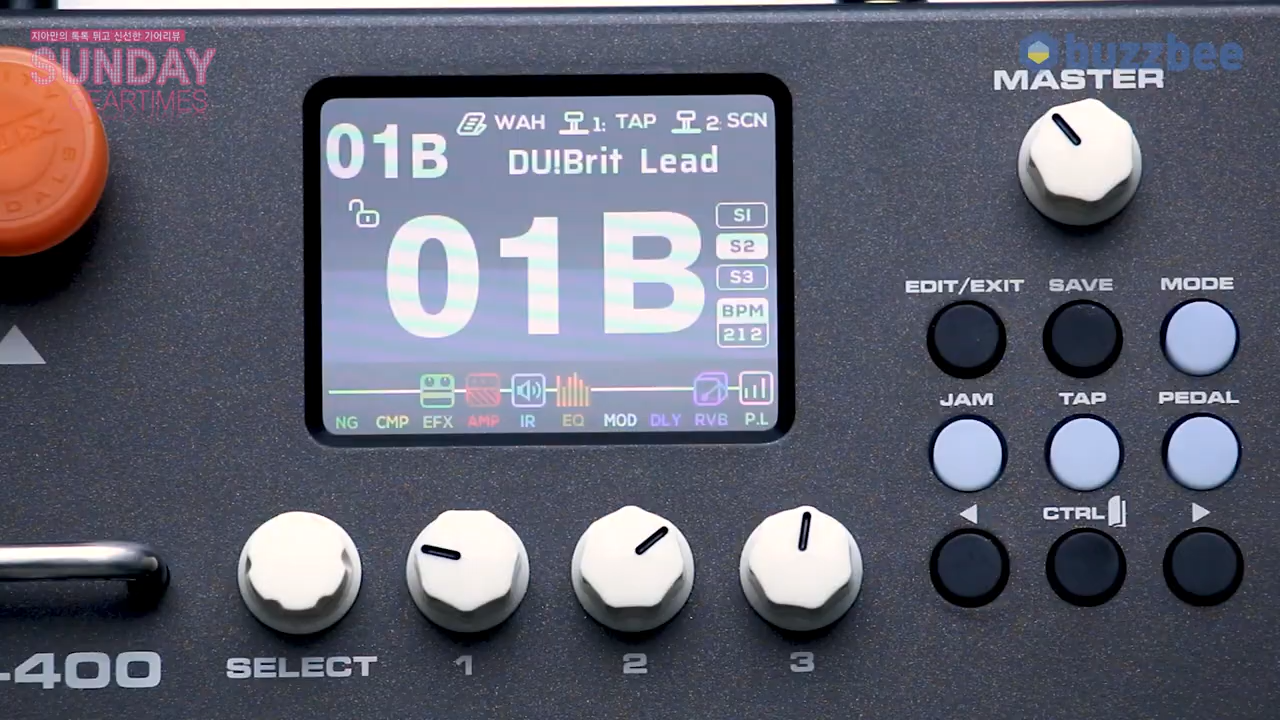 지아만의 톡톡 튀고 신선한 기어리뷰
SUNDAY
GEARTIMES
buzzbee
MASTER
01B
WAH
1: TAP
2: SCN
DU!Brit Lead
01B
S1
S2
S3
BPM
212
NG CMP EFX AMP IR EQ MOD DLY RVB P.L
EDIT/EXIT SAVE MODE
JAM TAP PEDAL
CTRL
-400
SELECT 1 2 3